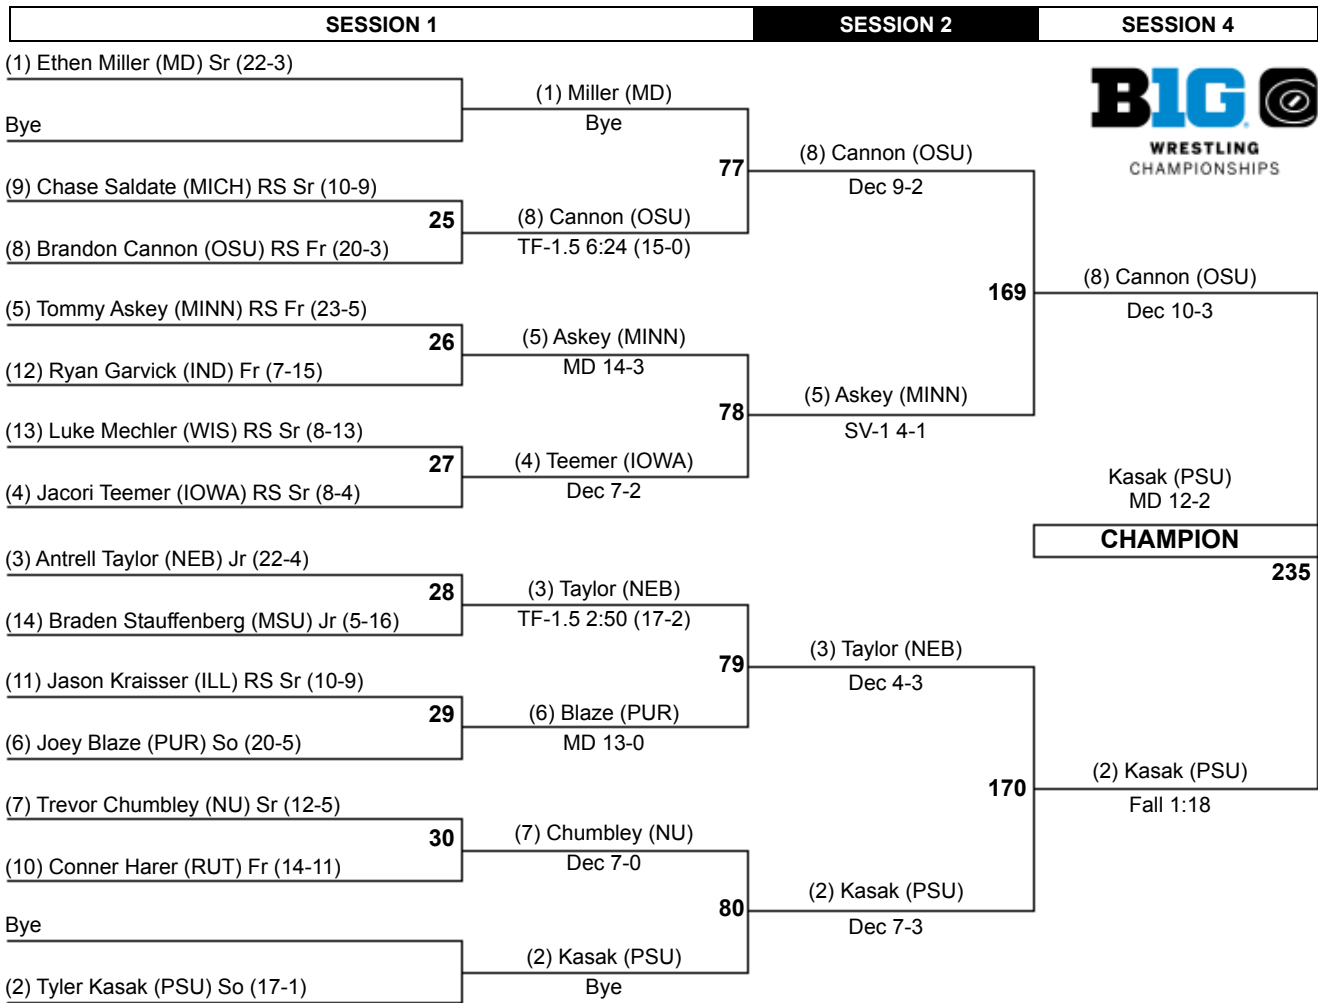 SESSION 1
SESSION 2
SESSION 4
(1) Ethen Miller (MD) Sr (22-3)
Bye
(9) Chase Saldate (MICH) RS Sr (10-9)
25
(8) Brandon Cannon (OSU) RS Fr (20-3)
(5) Tommy Askey (MINN) RS Fr (23-5)
26
(12) Ryan Garvick (IND) Fr (7-15)
(13) Luke Mechler (WIS) RS Sr (8-13)
27
(4) Jacori Teemer (IOWA) RS Sr (8-4)
(3) Antrell Taylor (NEB) Jr (22-4)
28
(14) Braden Stauffenberg (MSU) Jr (5-16)
(11) Jason Kraisser (ILL) RS Sr (10-9)
29
(6) Joey Blaze (PUR) So (20-5)
(7) Trevor Chumbley (NU) Sr (12-5)
30
(10) Conner Harer (RUT) Fr (14-11)
Bye
(2) Tyler Kasak (PSU) So (17-1)
(1) Miller (MD)
Bye
77
(8) Cannon (OSU)
TF-1.5 6:24 (15-0)
(5) Askey (MINN)
MD 14-3
78
(4) Teemer (IOWA)
Dec 7-2
(3) Taylor (NEB)
TF-1.5 2:50 (17-2)
79
(6) Blaze (PUR)
MD 13-0
(7) Chumbley (NU)
Dec 7-0
80
(2) Kasak (PSU)
Bye
(8) Cannon (OSU)
Dec 9-2
169
(5) Askey (MINN)
SV-1 4-1
(3) Taylor (NEB)
Dec 4-3
170
(2) Kasak (PSU)
Dec 7-3
B1G
WRESTLING
CHAMPIONSHIPS
(8) Cannon (OSU)
Dec 10-3
Kasak (PSU)
MD 12-2
CHAMPION
235
(2) Kasak (PSU)
Fall 1:18